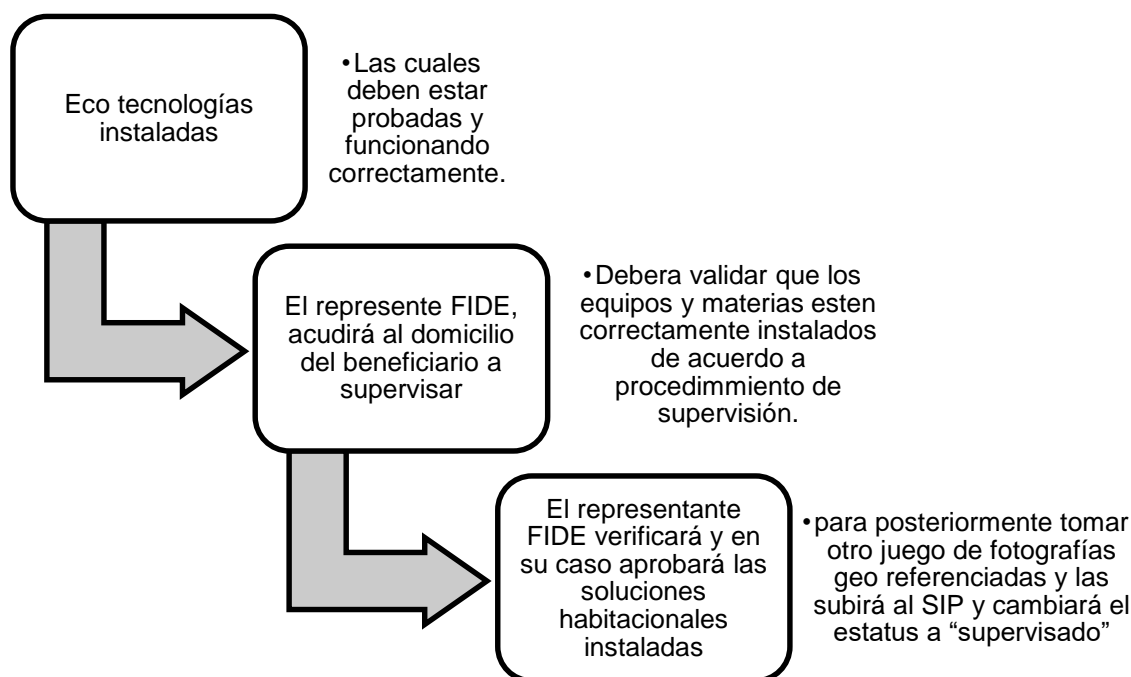 Eco tecnologías
instaladas
•Las cuales
deben estar
probadas y
funcionando
correctamente.
El represente FIDE,
acudirá al domicilio
del beneficiario a
supervisar
•Debera validar que los
equipos y materias esten
correctamente instalados
de acuerdo a
procedimmiento de
supervisión.
El representante
FIDE verificará y en
su caso aprobará las
soluciones
habitacionales
instaladas
•para posteriormente tomar
otro juego de fotografías
geo referenciadas y las
subirá al SIP y cambiará el
estatus a “supervisado”